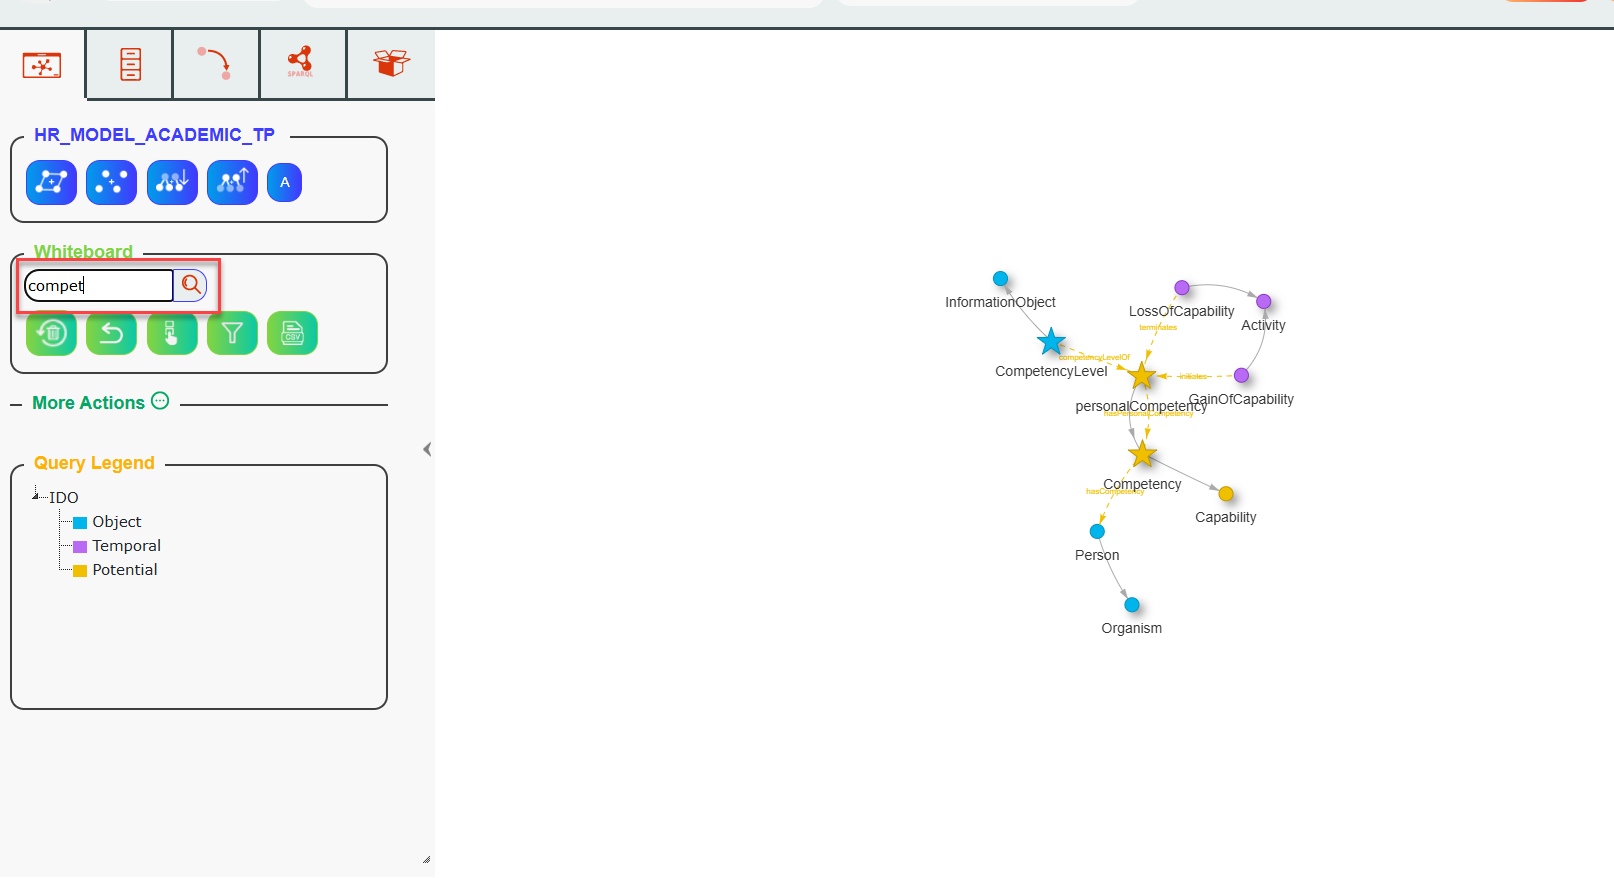 SPARQL
HR_MODEL_ACADEMIC_TP
A
Whiteboard
compet
CSV
More Actions
Query Legend
IDO
Object
Temporal
Potential
InformationObject
LossOfCapability
Activity
terminates
competencyLevelOf
CompetencyLevel
initiates
GainOfCapability
personalCompetency
hasPersonalCompetency
Competency
hasCompetency
Capability
Person
Organism